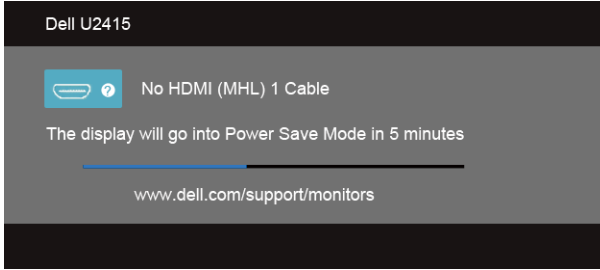 Dell U2415
? No HDMI (MHL) 1 Cable
The display will go into Power Save Mode in 5 minutes
www.dell.com/support/monitors